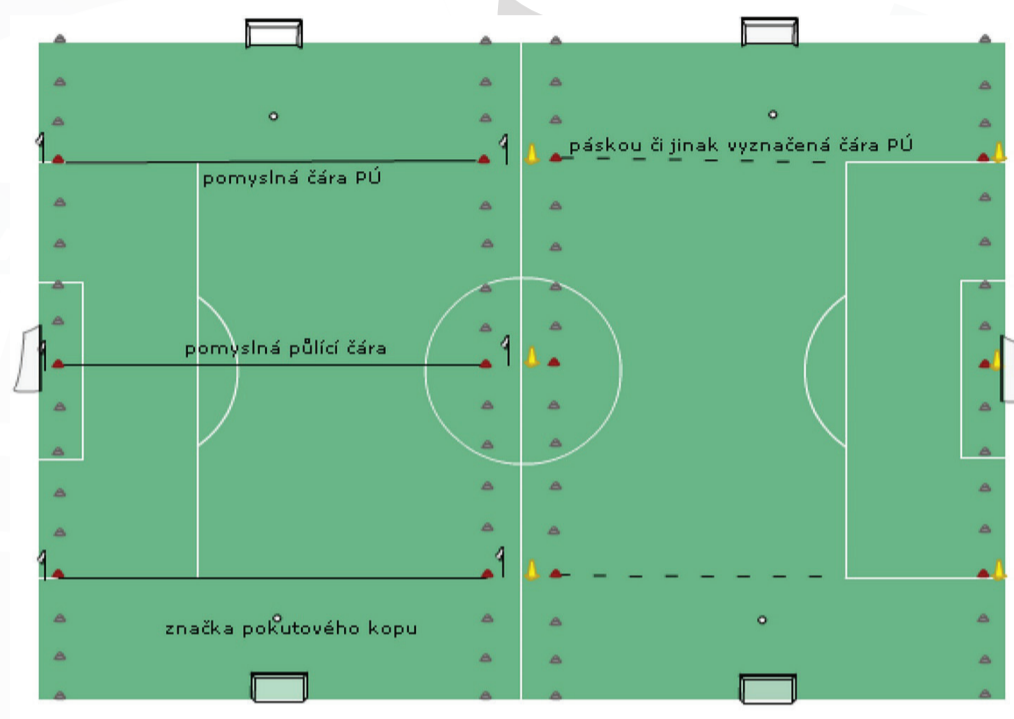 páskou či jinak vyznačená čára PÚ
pomyslná čára PÚ
pomyslná půlící čára
značka pokutového kopu